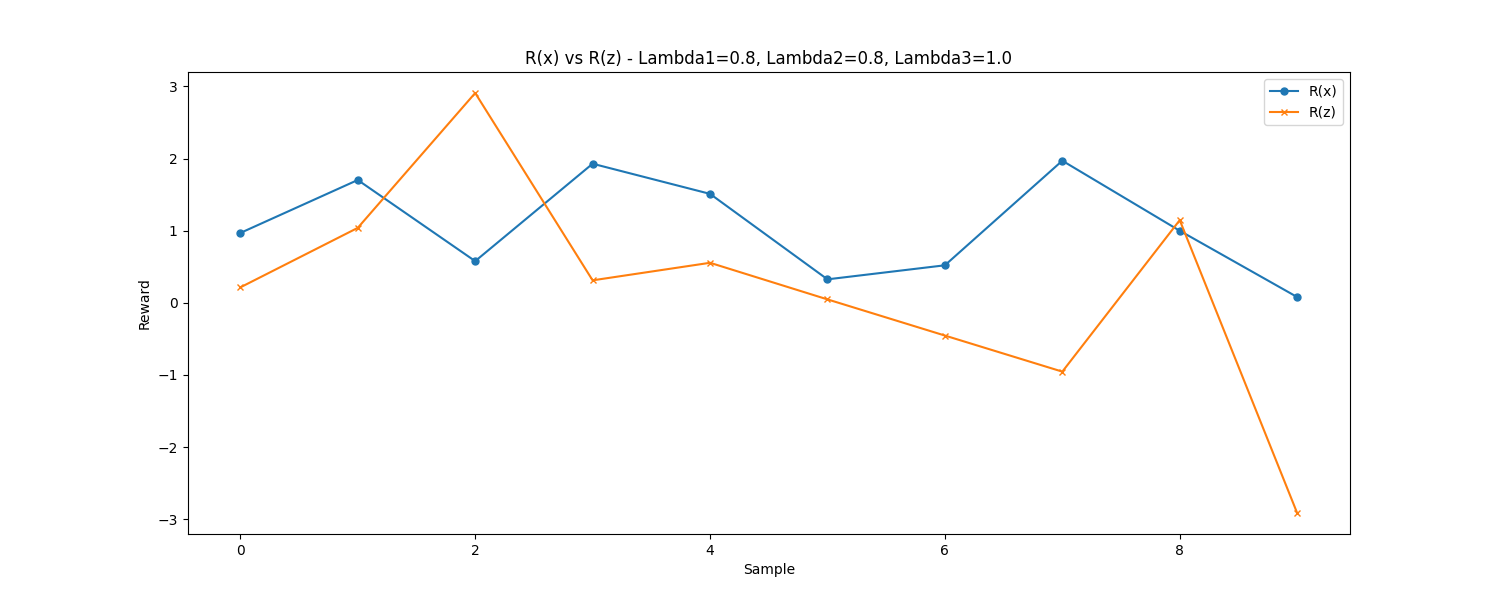 R(x) vs R(z) - Lambda1=0.8, Lambda2=0.8, Lambda3=1.0
R(x)
R(z)
Reward
3
2
1
0
−1
−2
−3
0
2
4
6
8
Sample